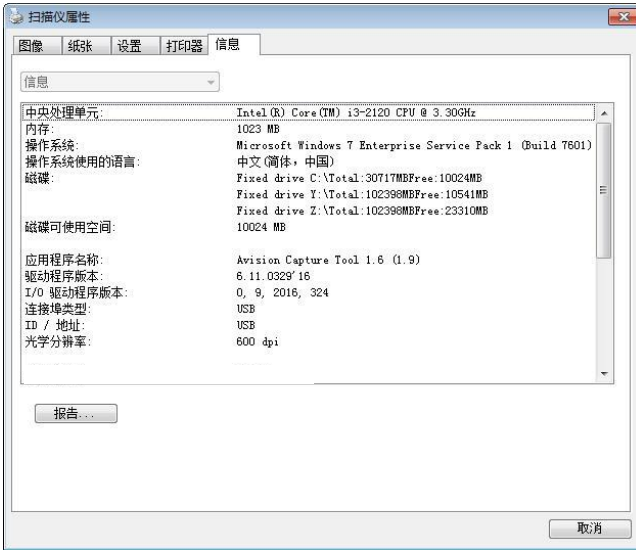 扫描仪属性
图像 纸张 设置 打印器 信息
信息
中央处理单元: Intel(R) Core(TM) i3-2120 CPU @ 3.30GHz
内存: 1023 MB
操作系统: Microsoft Windows 7 Enterprise Service Pack 1 (Build 7601)
操作系统使用的语言: 中文(简体，中国)
磁碟: Fixed drive C:\Total:30717MBFree:10024MB
Fixed drive Y:\Total:102398MBFree:10541MB
Fixed drive Z:\Total:102398MBFree:23310MB
磁碟可使用空间: 10024 MB
应用程序名称: Avision Capture Tool 1.6 (1.9)
驱动程序版本: 6.11.0329'16
I/O 驱动程序版本: 0, 9, 2016, 324
连接埠类型: USB
ID / 地址: USB
光学分辨率: 600 dpi
报告...
取消